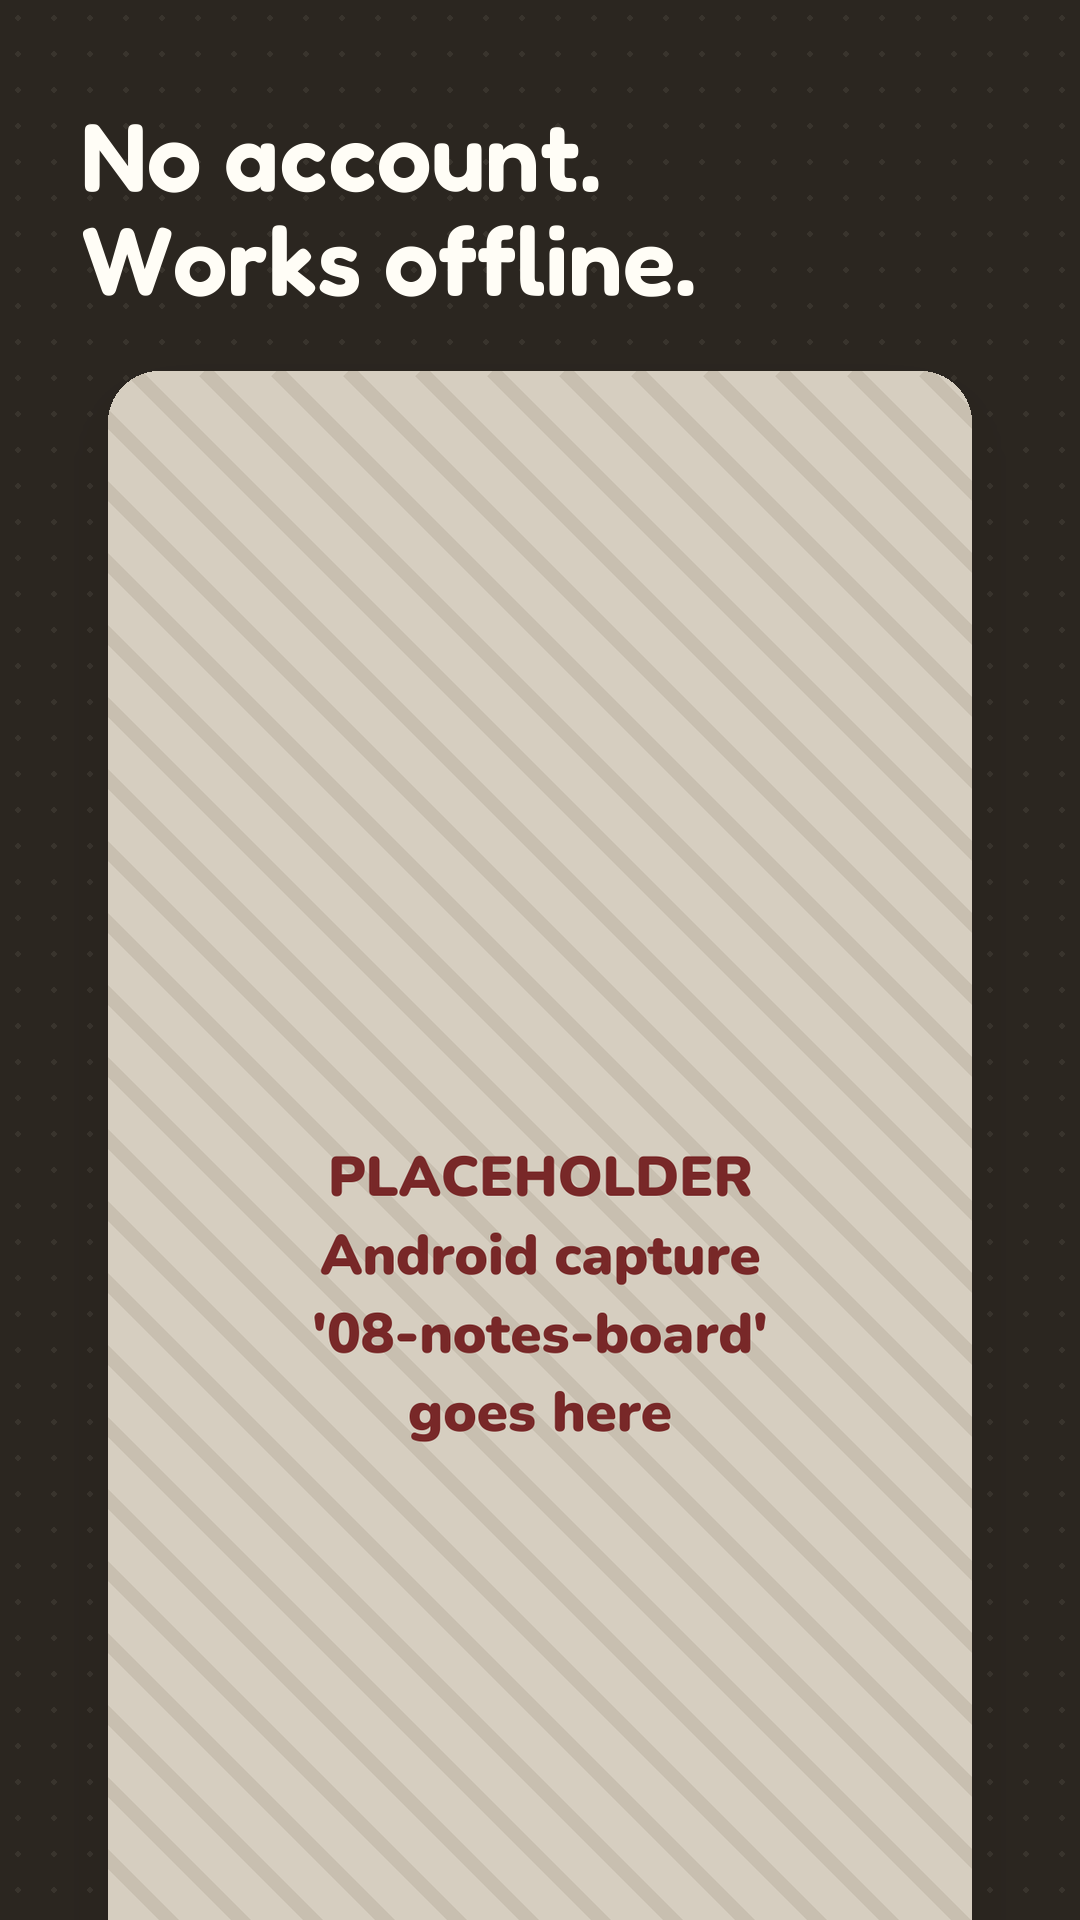 No account.
Works offline.
PLACEHOLDER
Android capture
'08-notes-board'
goes here